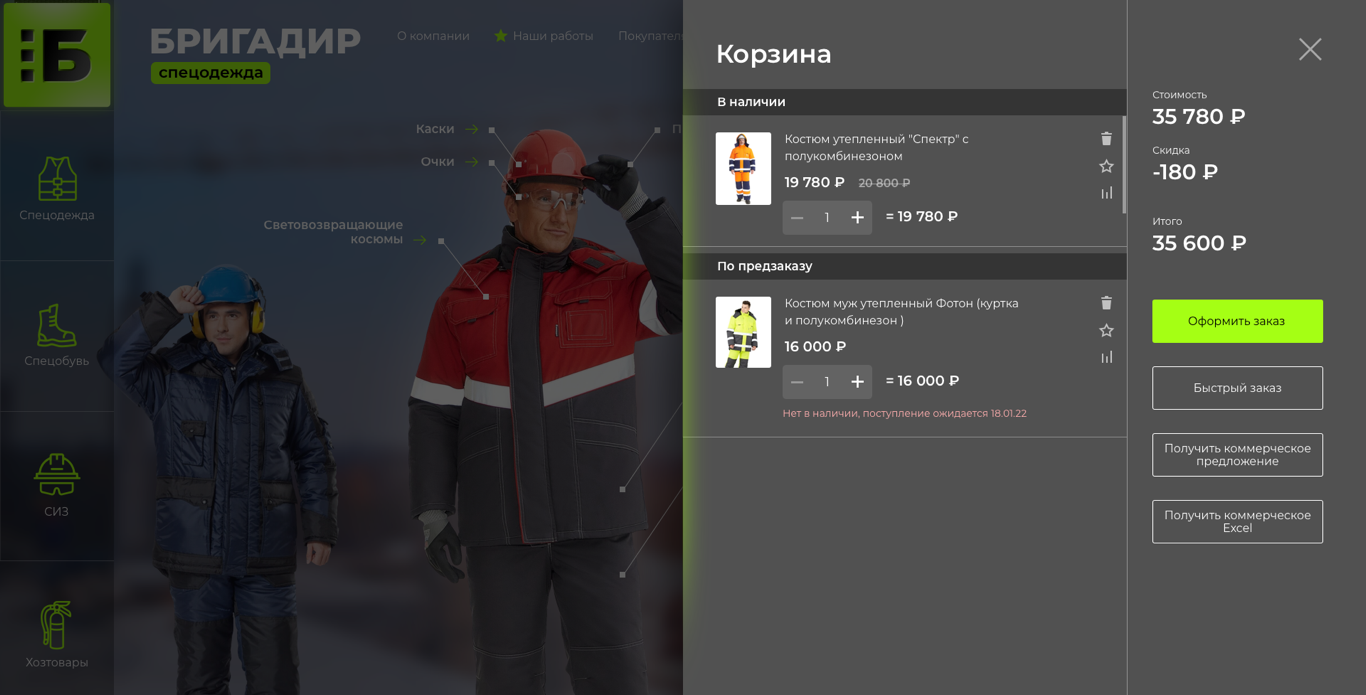 Б
БРИГАДИР
спецодежда
О компании
Наши работы
Спецодежда
Спецобувь
СИЗ
Хозтовары
Каски
Очки
Световозвращающие
косюмы
Корзина
В наличии
Костюм утепленный "Спектр" с
полукомбинезоном
19 780 ₽ 20 800 ₽
1
= 19 780 ₽
По предзаказу
Костюм муж утепленный Фотон (куртка
и полукомбинезон )
16 000 ₽
1
= 16 000 ₽
Нет в наличии, поступление ожидается 18.01.22
Стоимость
35 780 ₽
Скидка
-180 ₽
Итого
35 600 ₽
Оформить заказ
Быстрый заказ
Получить коммерческое
предложение
Получить коммерческое
Excel